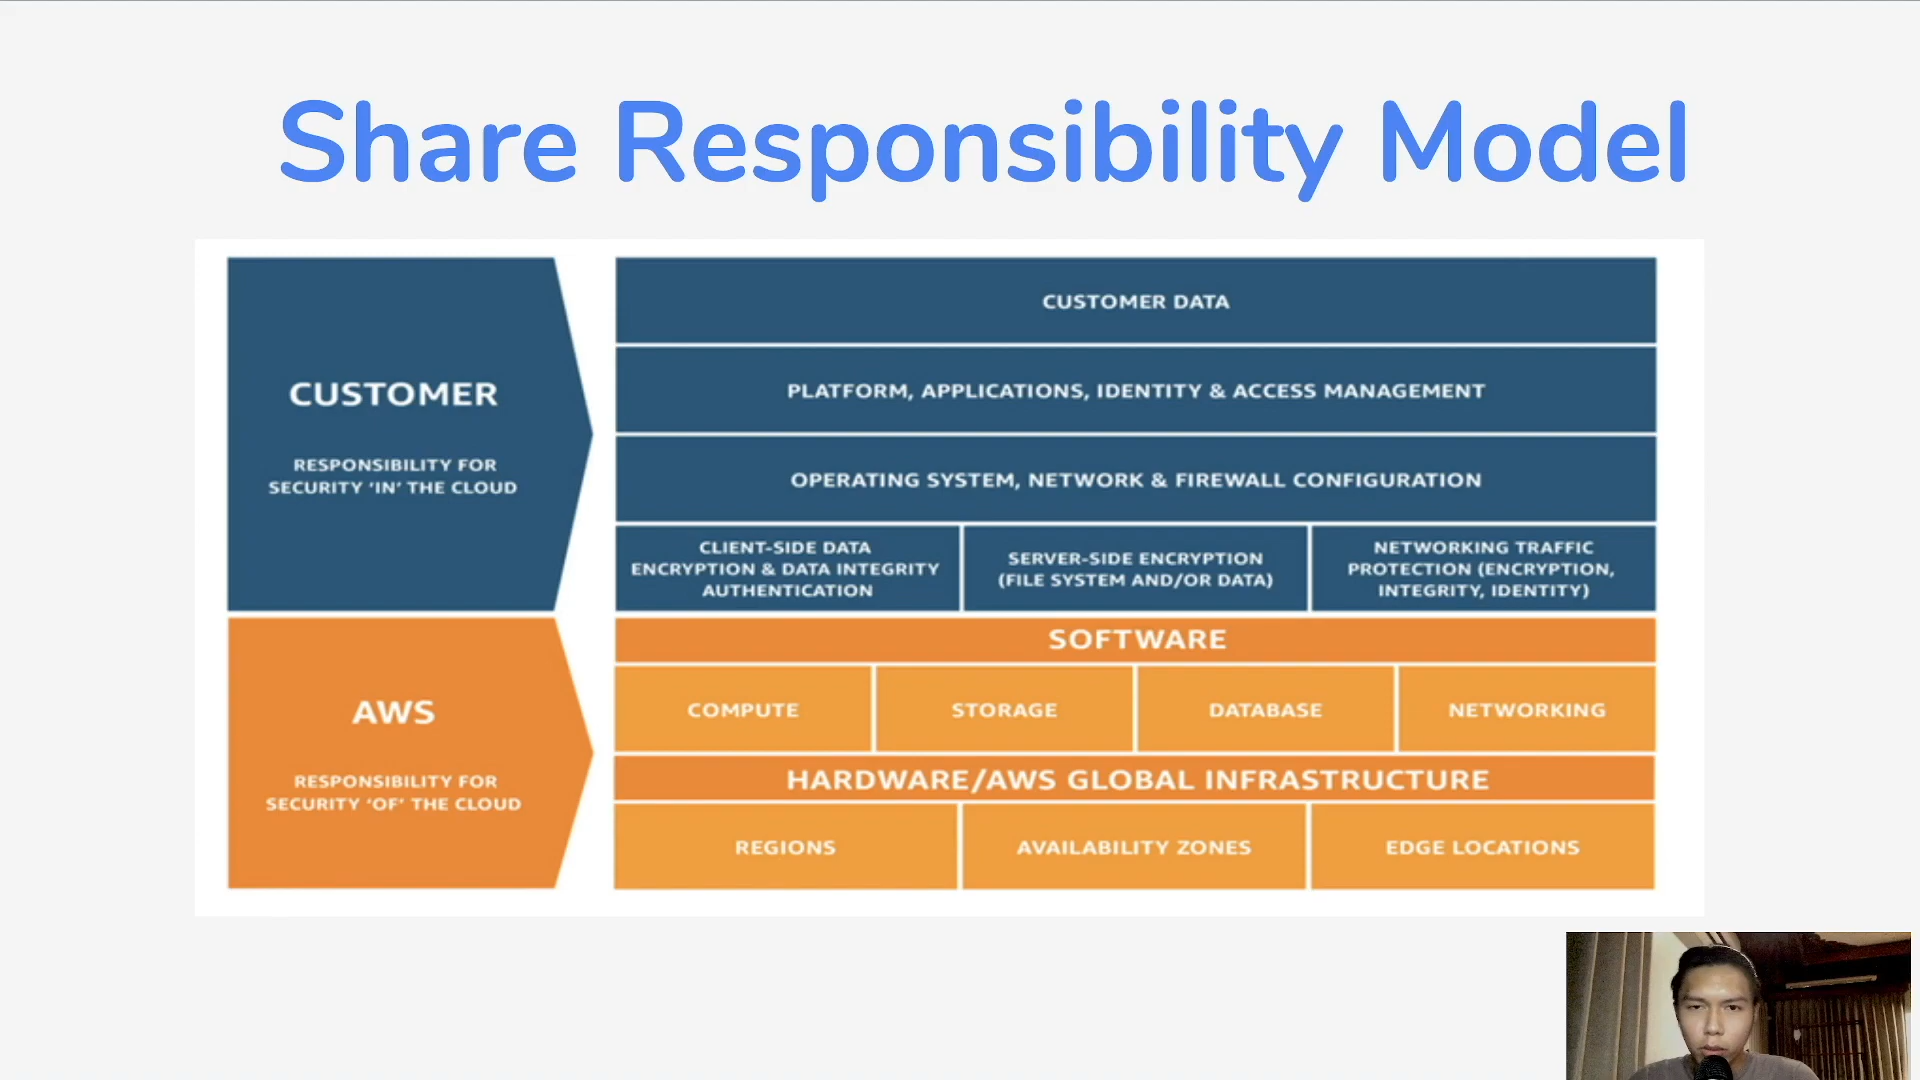 Share Responsibility Model
CUSTOMER
RESPONSIBILITY FOR
SECURITY ‘IN’ THE CLOUD
CUSTOMER DATA
PLATFORM, APPLICATIONS, IDENTITY & ACCESS MANAGEMENT
OPERATING SYSTEM, NETWORK & FIREWALL CONFIGURATION
CLIENT-SIDE DATA
ENCRYPTION & DATA INTEGRITY
AUTHENTICATION
SERVER-SIDE ENCRYPTION
(FILE SYSTEM AND/OR DATA)
NETWORKING TRAFFIC
PROTECTION (ENCRYPTION,
INTEGRITY, IDENTITY)
AWS
RESPONSIBILITY FOR
SECURITY ‘OF’ THE CLOUD
SOFTWARE
COMPUTE
STORAGE
DATABASE
NETWORKING
HARDWARE/AWS GLOBAL INFRASTRUCTURE
REGIONS
AVAILABILITY ZONES
EDGE LOCATIONS